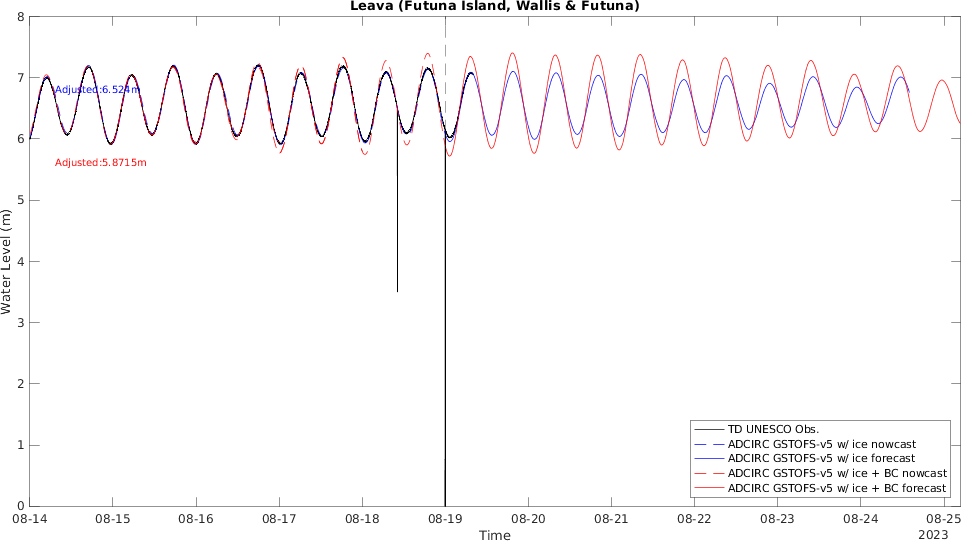 Leava (Futuna Island, Wallis & Futuna)
8
7
6
5
4
3
2
1
0
Water Level (m)
Adjusted:6.524m
Adjusted:5.8715m
TD UNESCO Obs.
ADCIRC GSTOFS-v5 w/ ice nowcast
ADCIRC GSTOFS-v5 w/ ice forecast
ADCIRC GSTOFS-v5 w/ ice + BC nowcast
ADCIRC GSTOFS-v5 w/ ice + BC forecast
08-14 08-15 08-16 08-17 08-18 08-19 08-20 08-21 08-22 08-23 08-24 08-25
Time
2023